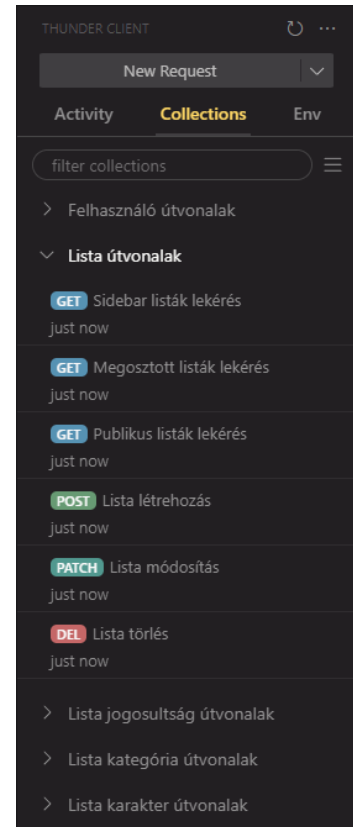 THUNDER CLIENT
New Request
Activity Collections Env
filter collections
Felhasználó útvonalak
Lista útvonalak
GET Sidebar listák lekérés
just now
GET Megosztott listák lekérés
just now
GET Publikus listák lekérés
just now
POST Lista létrehozás
just now
PATCH Lista módosítás
just now
DEL Lista törlés
just now
Lista jogosultság útvonalak
Lista kategória útvonalak
Lista karakter útvonalak